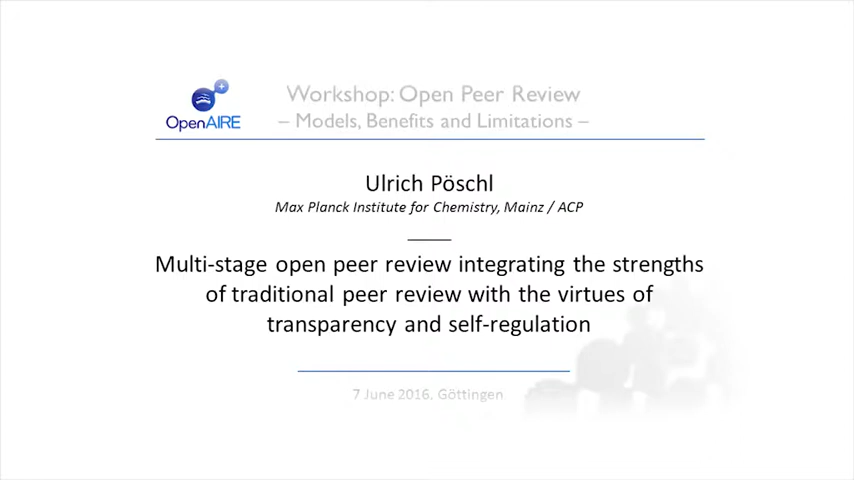 OpenAIRE
Workshop: Open Peer Review
– Models, Benefits and Limitations –
Ulrich Pöschl
Max Planck Institute for Chemistry, Mainz / ACP
Multi-stage open peer review integrating the strengths
of traditional peer review with the virtues of
transparency and self-regulation
7 June 2016, Göttingen